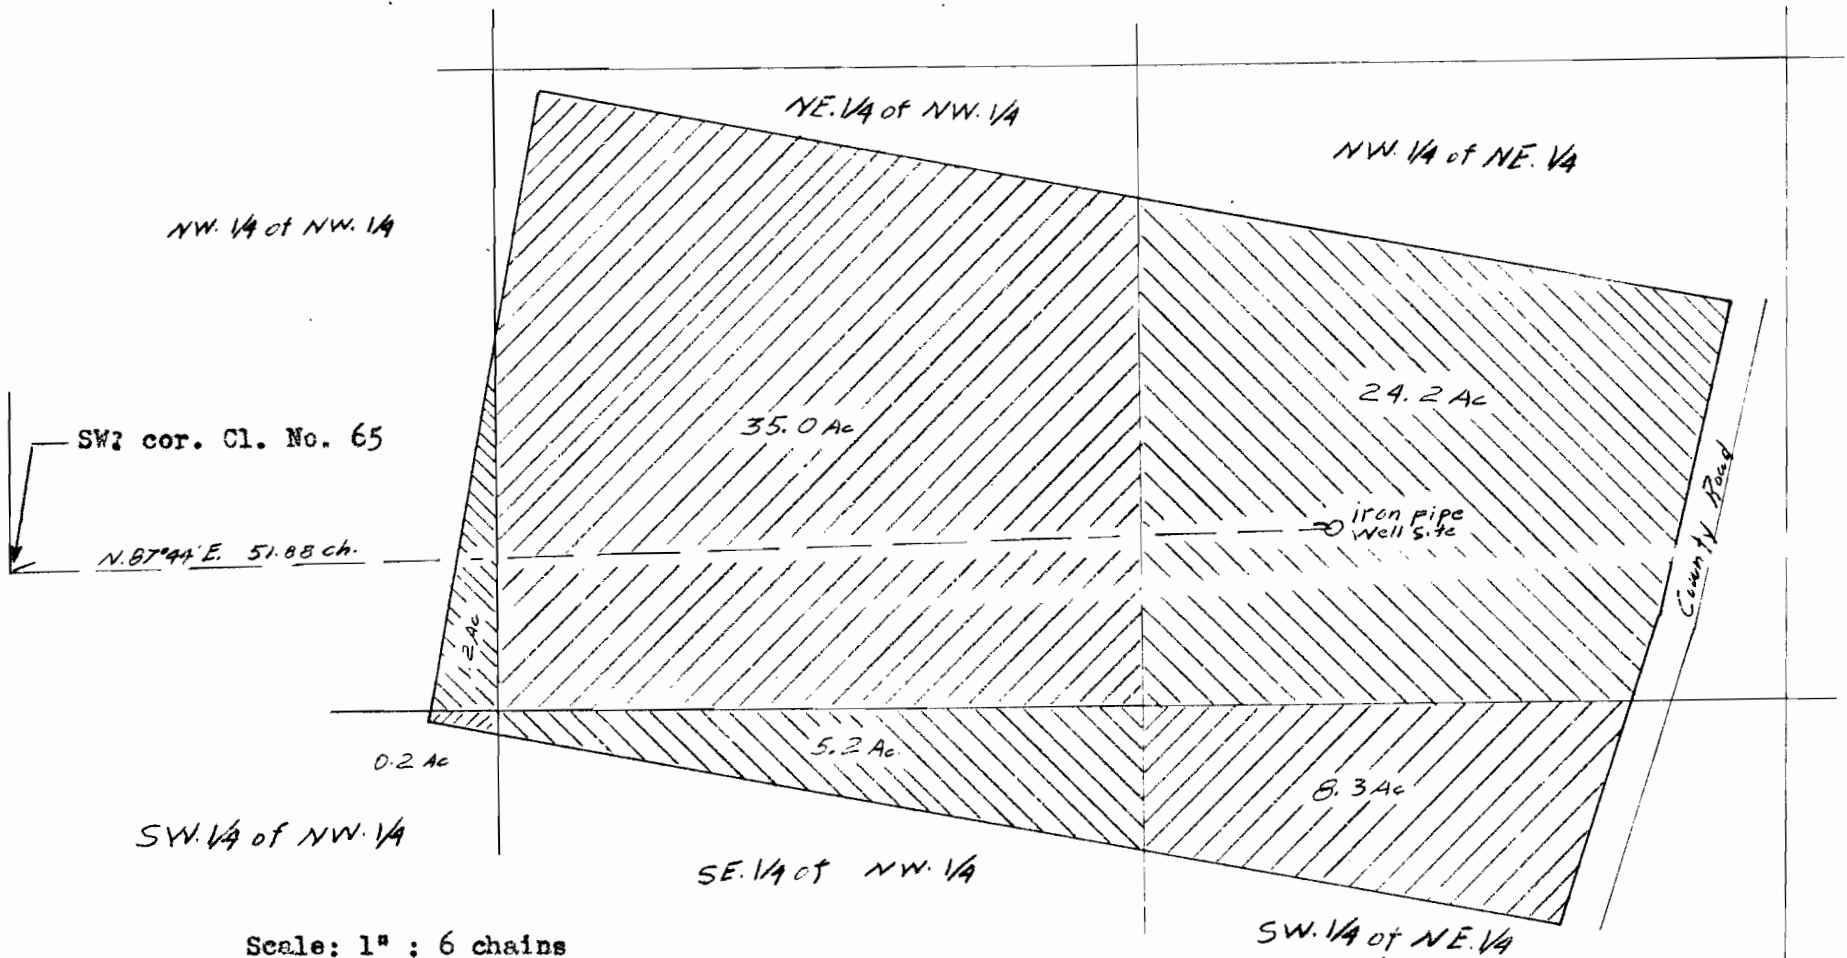 NE. 1/4 of NW. 1/4
NW. 1/4 of NE. 1/4
NW. 1/4 of NW. 1/4
24.2 Ac
35.0 Ac
SW? cor. Cl. No. 65
iron pipe
Well Site
County Road
N. 87°44' E. 51.88 ch.
5.2 Ac
0.2 Ac
8.3 Ac
SW. 1/4 of NW. 1/4
SE. 1/4 of NW. 1/4
SW. 1/4 of NE. 1/4
Scale: 1" : 6 chains